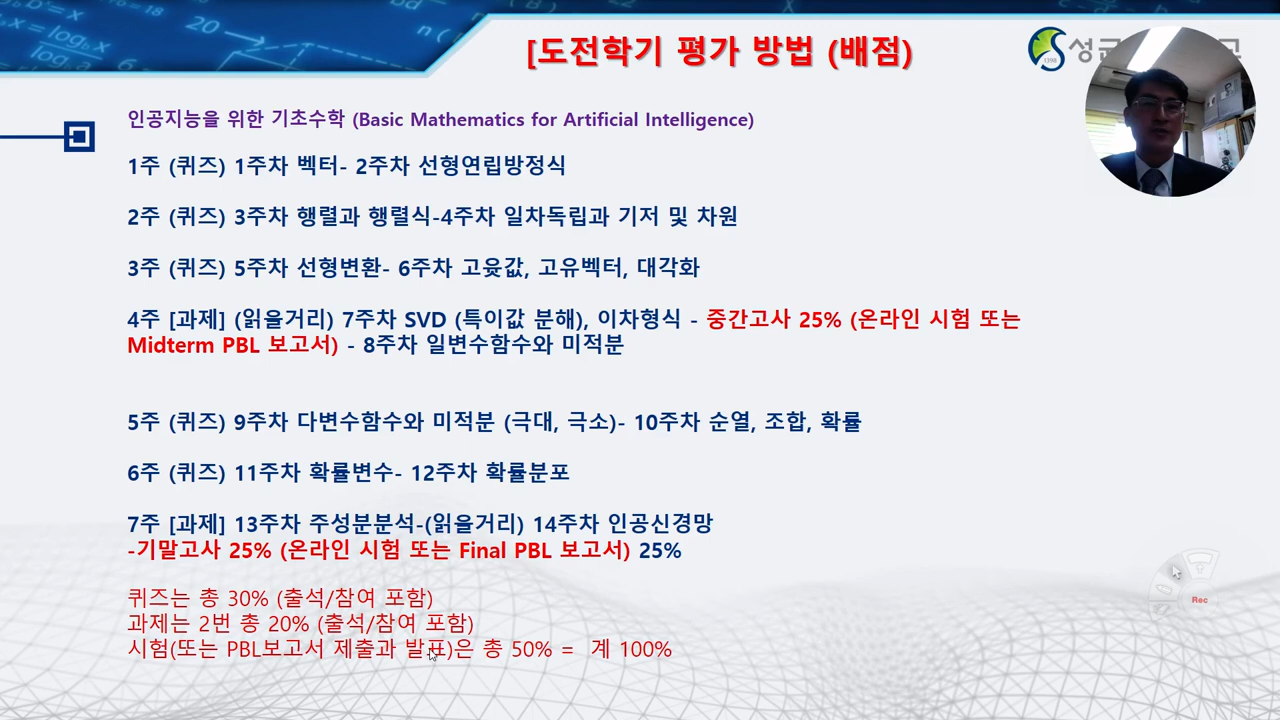 [도전학기 평가 방법 (배점)
인공지능을 위한 기초수학 (Basic Mathematics for Artificial Intelligence)
1주 (퀴즈) 1주차 벡터- 2주차 선형연립방정식
2주 (퀴즈) 3주차 행렬과 행렬식-4주차 일차독립과 기저 및 차원
3주 (퀴즈) 5주차 선형변환- 6주차 고윳값, 고유벡터, 대각화
4주 [과제] (읽을거리) 7주차 SVD (특이값 분해), 이차형식 - 중간고사 25% (온라인 시험 또는
Midterm PBL 보고서) - 8주차 일변수함수와 미적분
5주 (퀴즈) 9주차 다변수함수와 미적분 (극대, 극소)- 10주차 순열, 조합, 확률
6주 (퀴즈) 11주차 확률변수- 12주차 확률분포
7주 [과제] 13주차 주성분분석-(읽을거리) 14주차 인공신경망
-기말고사 25% (온라인 시험 또는 Final PBL 보고서) 25%
퀴즈는 총 30% (출석/참여 포함)
과제는 2번 총 20% (출석/참여 포함)
시험(또는 PBL보고서 제출과 발표)은 총 50% = 계 100%
1398
Rec
20